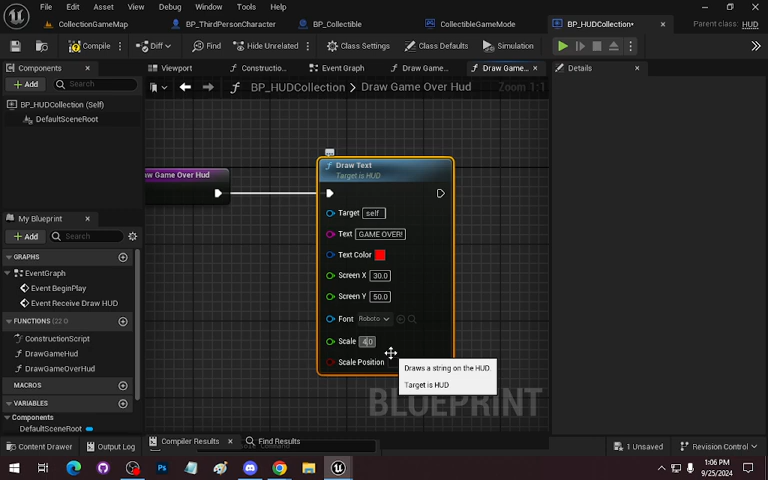 File Edit Asset View Debug Window Tools Help
CollectionGameMap BP_ThirdPersonCharacter BP_Collectible CollectibleGameMode BP_HUDCollection• Parent class: HUD
Compile Diff Find Hide Unrelated Class Settings Class Defaults Simulation
Components Viewport Constructio... Event Graph Draw Game... Draw Game... Details
Add Search BP_HUDCollection > Draw Game Over Hud Zoom 1:1
BP_HUDCollection (Self)
DefaultSceneRoot
aw Game Over Hud
Draw Text
Target is HUD
Target self
Text GAME OVER!
Text Color
Screen X 30.0
Screen Y 50.0
Font Roboto
Scale 4.0
Scale Position
Draws a string on the HUD.
Target is HUD
BLUEPRINT
My Blueprint
Add Search
GRAPHS
EventGraph
Event BeginPlay
Event Receive Draw HUD
FUNCTIONS (22 O
ConstructionScript
DrawGameHud
DrawGameOverHud
MACROS
VARIABLES
Components
DefaultSceneRoot
Compiler Results Find Results
Content Drawer Output Log 1 Unsaved Revision Control
1:06 PM
9/25/2024